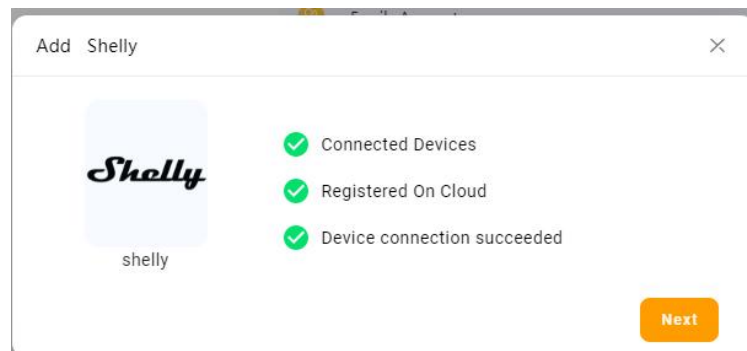 Add Shelly
Shelly
shelly
Connected Devices
Registered On Cloud
Device connection succeeded
Next